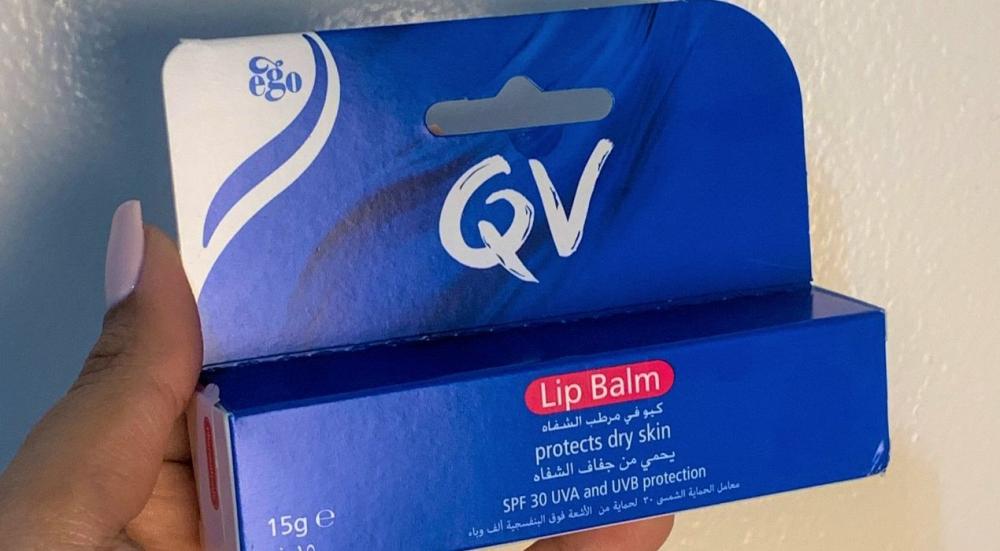 ego
QV
Lip Balm
كيو في مرطب الشفاه
protects dry skin
يحمي من جفاف الشفاه
SPF 30 UVA and UVB protection
معامل الحماية الشمسي ٣٠ لحماية من الأشعة فوق البنفسجية ألف وباء
15g e